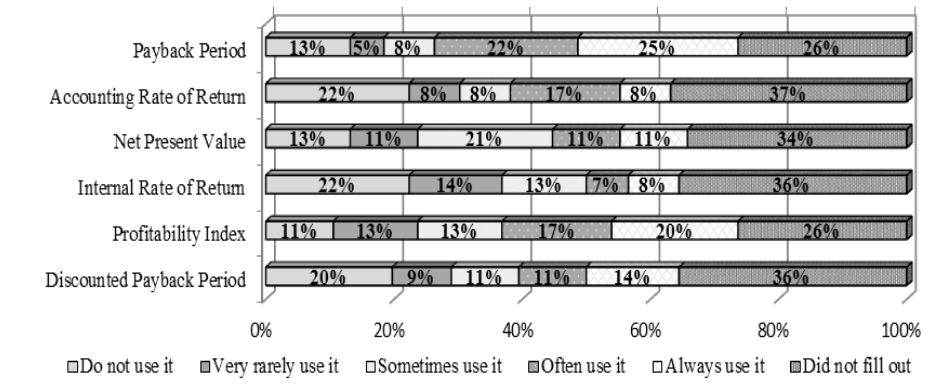 Payback Period 13% 5% 8% 22% 25% 26%
Accounting Rate of Return 22% 8% 8% 17% 8% 37%
Net Present Value 13% 11% 21% 11% 11% 34%
Internal Rate of Return 22% 14% 13% 7% 8% 36%
Profitability Index 11% 13% 13% 17% 20% 26%
Discounted Payback Period 20% 9% 11% 11% 14% 36%
0% 20% 40% 60% 80% 100%
Do not use it Very rarely use it Sometimes use it Often use it Always use it Did not fill out